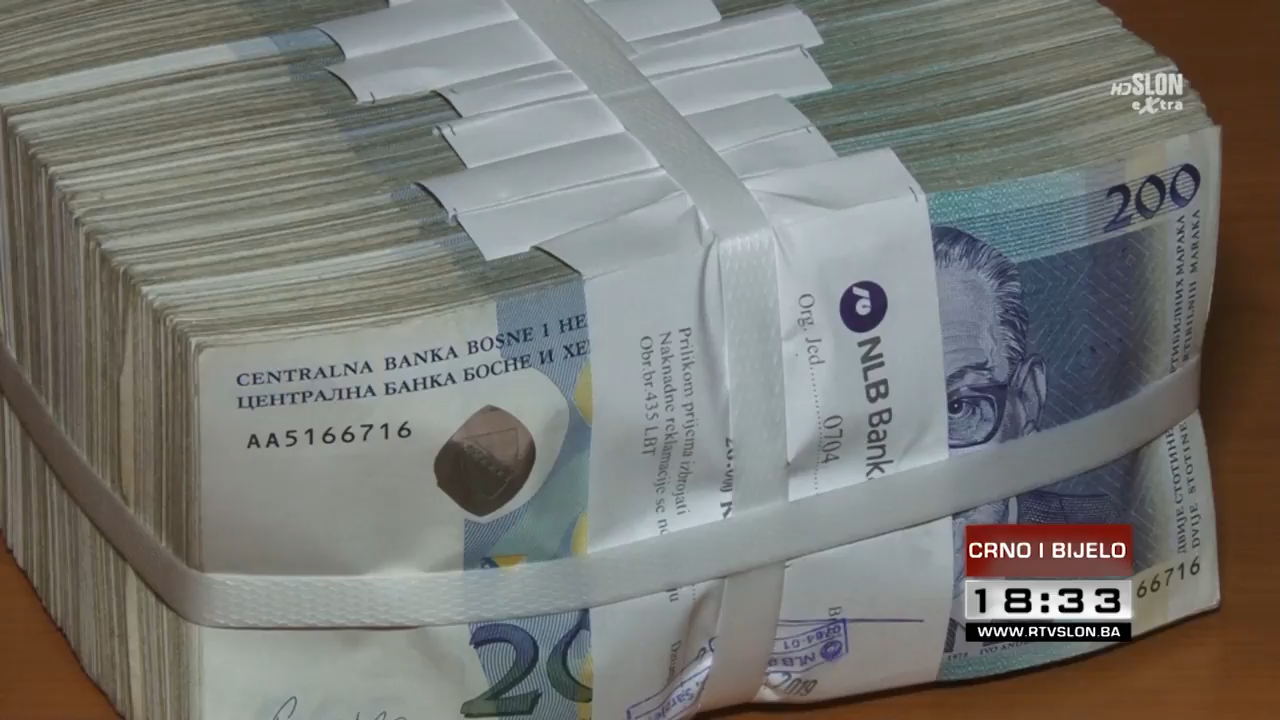 HD SLON
eXtra
200
CENTRALNA BANKA BOSNE I HE
ЦЕНТРАЛНА БАНКА БОСНЕ И ХЕ
AA5166716
20
NLB Bank
Org. Jed. 0704
Prilikom prijema izbrojati
Naknadne reklamacije se
Obr.br.435 LBT
66716
CRNO I BIJELO
18:33
WWW.RTVSLON.BA